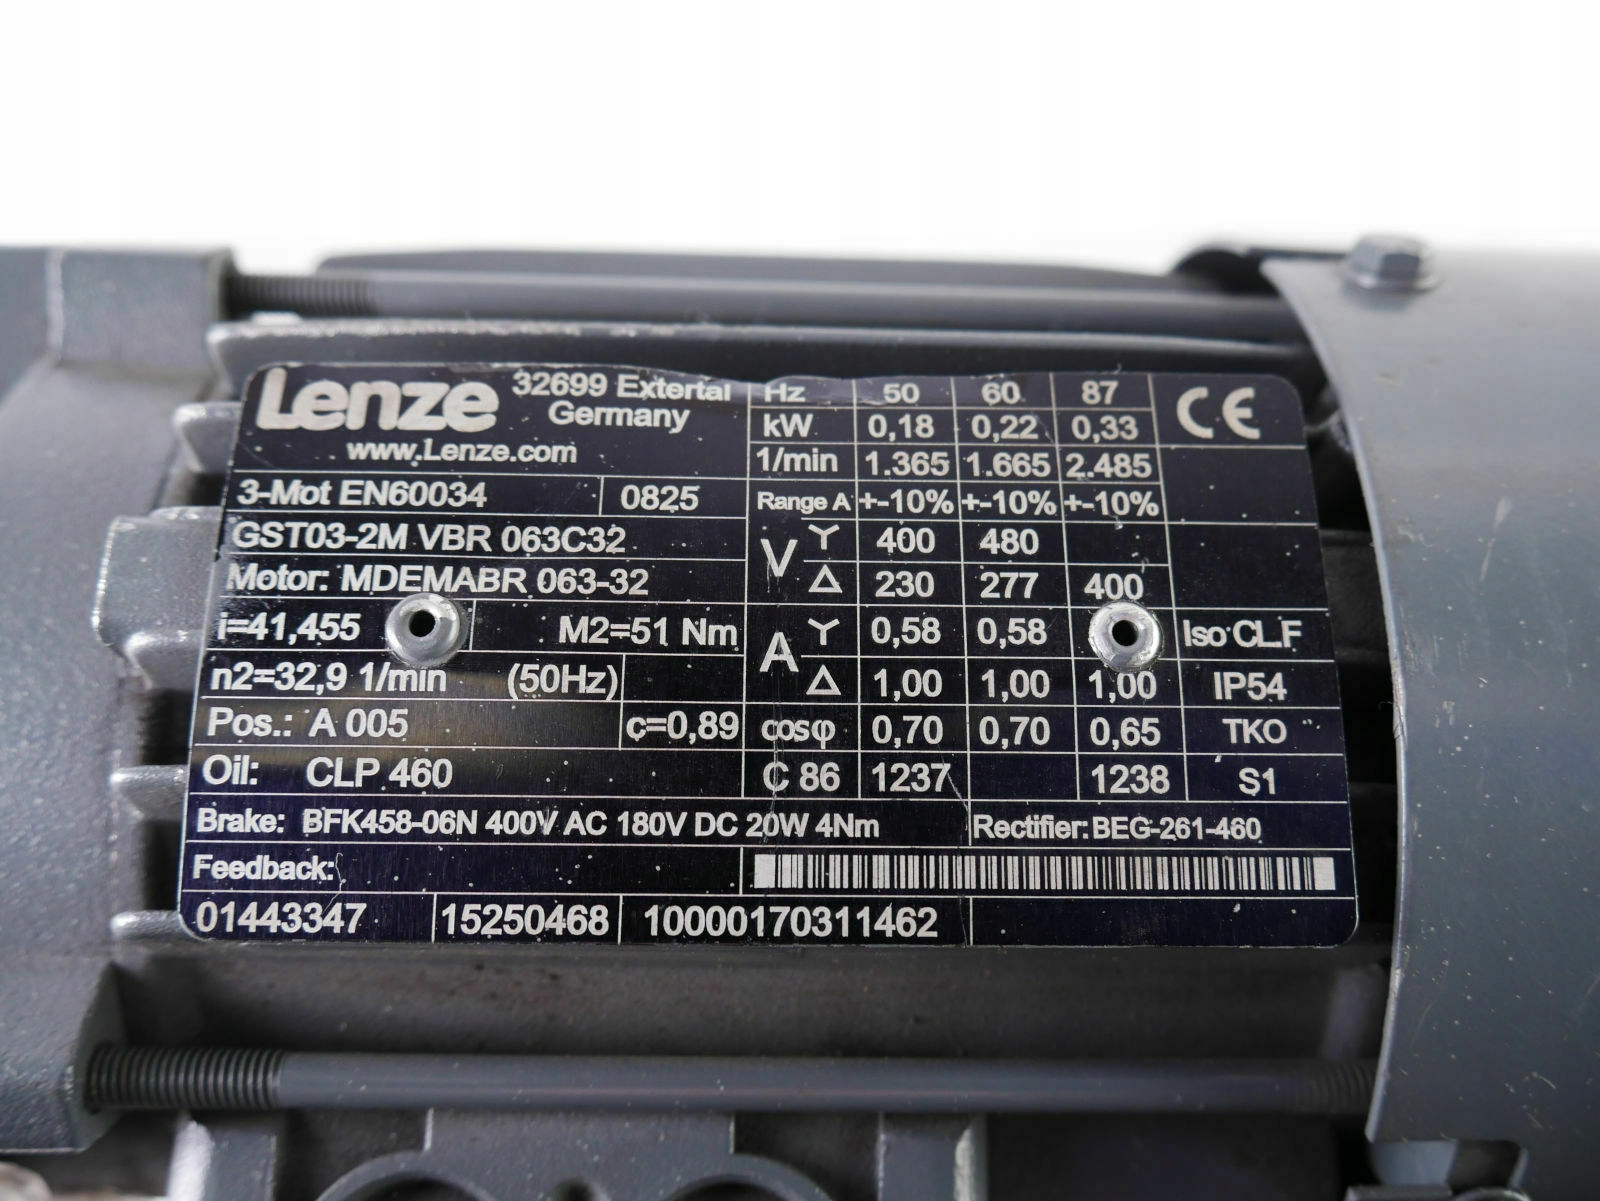 Lenze 32699 Extertal
Germany
www.Lenze.com
3-Mot EN60034 0825
GST03-2M VBR 063C32
Motor: MDEMABR 063-32
i=41,455 M2=51 Nm
n2=32,9 1/min (50Hz)
Pos.: A 005 c=0,89
Oil: CLP 460
Hz 50 60 87 CE
kW 0,18 0,22 0,33
1/min 1.365 1.665 2.485
Range A +-10% +-10% +-10%
V Y 400 480
△ 230 277 400
A Y 0,58 0,58 Iso CL.F
△ 1,00 1,00 1,00 IP54
cosφ 0,70 0,70 0,65 TKO
C 86 1237 1238 S1
Brake: BFK458-06N 400V AC 180V DC 20W 4Nm Rectifier: BEG-261-460
Feedback:
01443347 15250468 10000170311462